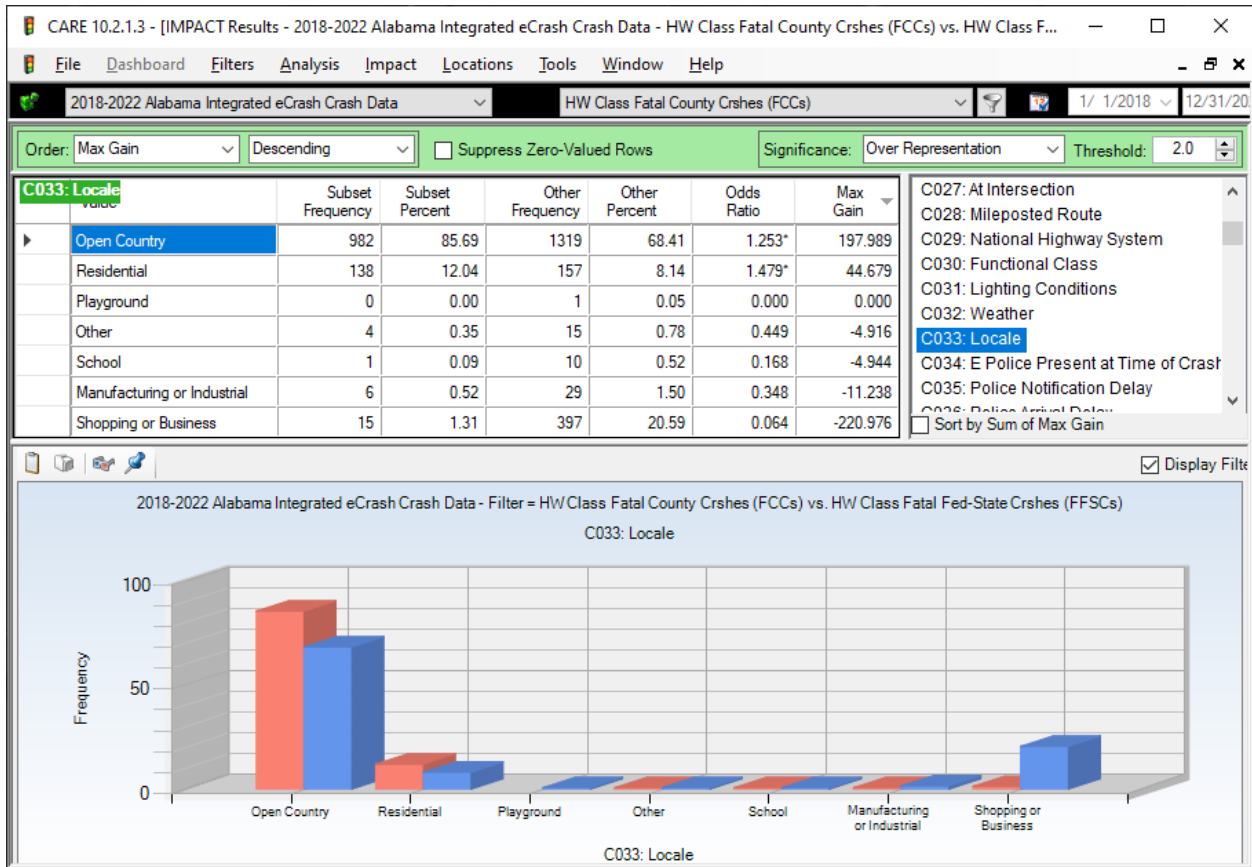 CARE 10.2.1.3 - [IMPACT Results - 2018-2022 Alabama Integrated eCrash Crash Data - HW Class Fatal County Crshes (FCCs) vs. HW Class F...
File Dashboard Filters Analysis Impact Locations Tools Window Help
2018-2022 Alabama Integrated eCrash Crash Data HW Class Fatal County Crshes (FCCs) 1/ 1/2018 12/31/20
Order: Max Gain Descending Suppress Zero-Valued Rows Significance: Over Representation Threshold: 2.0
C033: Locale Subset Frequency Subset Percent Other Frequency Other Percent Odds Ratio Max Gain
Open Country 982 85.69 1319 68.41 1.253* 197.989
Residential 138 12.04 157 8.14 1.479* 44.679
Playground 0 0.00 1 0.05 0.000 0.000
Other 4 0.35 15 0.78 0.449 -4.916
School 1 0.09 10 0.52 0.168 -4.944
Manufacturing or Industrial 6 0.52 29 1.50 0.348 -11.238
Shopping or Business 15 1.31 397 20.59 0.064 -220.976
C027: At Intersection
C028: Mileposted Route
C029: National Highway System
C030: Functional Class
C031: Lighting Conditions
C032: Weather
C033: Locale
C034: E Police Present at Time of Crash
C035: Police Notification Delay
Sort by Sum of Max Gain
Display Filte
2018-2022 Alabama Integrated eCrash Crash Data - Filter = HW Class Fatal County Crshes (FCCs) vs. HW Class Fatal Fed-State Crshes (FFSCs)
C033: Locale
100
50
0
Frequency
Open Country
Residential
Playground
Other
School
Manufacturing
or Industrial
Shopping or
Business
C033: Locale